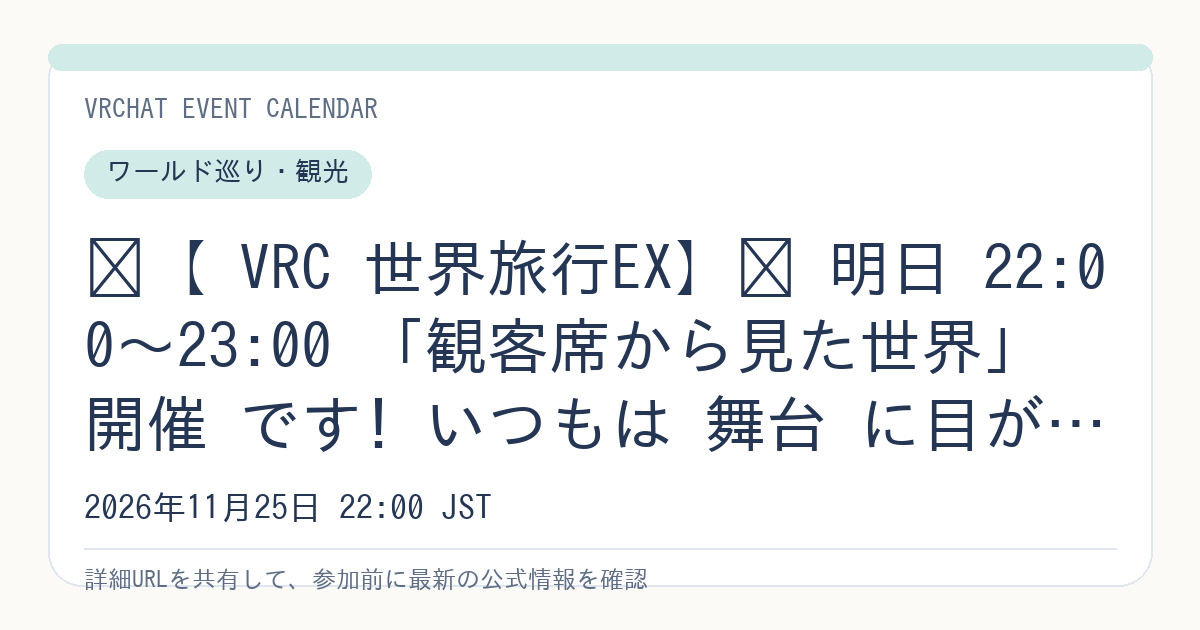 VRCHAT EVENT CALENDAR
ワールド巡り・観光
【 VRC 世界旅行EX】 明日 22:0
0〜23:00 「観客席から見た世界」
開催 です! いつもは 舞台 に目が…
2026年11月25日 22:00 JST
詳細URLを共有して、参加前に最新の公式情報を確認